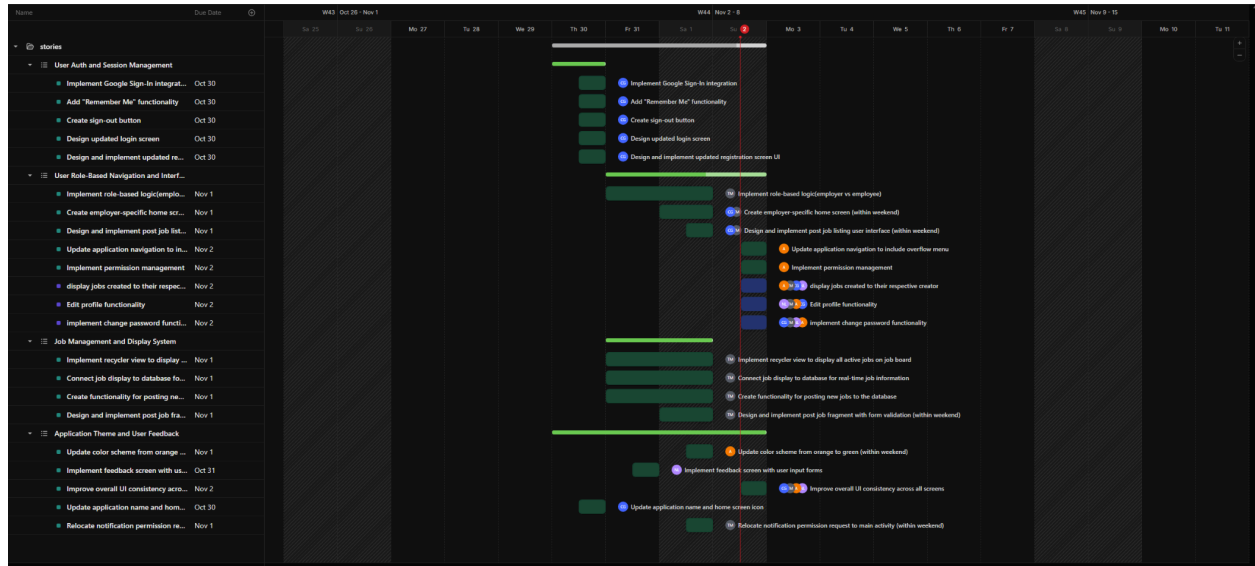 Name Due Date W43 Oct 26 - Nov 1 W44 Nov 2 - 8 W45 Nov 9 - 15
Sa 25 Su 26 Mo 27 Tu 28 We 29 Th 30 Fr 31 Sa 1 Su 2 Mo 3 Tu 4 We 5 Th 6 Fr 7 Sa 8 Su 9 Mo 10 Tu 11
stories
User Auth and Session Management
Implement Google Sign-In integrat... Oct 30 CG Implement Google Sign-In integration
Add "Remember Me" functionality Oct 30 CG Add "Remember Me" functionality
Create sign-out button Oct 30 CG Create sign-out button
Design updated login screen Oct 30 CG Design updated login screen
Design and implement updated re... Oct 30 CG Design and implement updated registration screen UI
User Role-Based Navigation and Interf...
Implement role-based logic(emplo... Nov 1 TM Implement role-based logic(employer vs employee)
Create employer-specific home scr... Nov 1 CG Create employer-specific home screen (within weekend)
Design and implement post job list... Nov 1 CG Design and implement post job listing user interface (within weekend)
Update application navigation to in... Nov 2 Update application navigation to include overflow menu
Implement permission management Nov 2 Implement permission management
display jobs created to their respec... Nov 2 display jobs created to their respective creator
Edit profile functionality Nov 2 Edit profile functionality
implement change password functi... Nov 2 implement change password functionality
Job Management and Display System
Implement recycler view to display ... Nov 1 TM Implement recycler view to display all active jobs on job board
Connect job display to database fo... Nov 1 TM Connect job display to database for real-time job information
Create functionality for posting ne... Nov 1 TM Create functionality for posting new jobs to the database
Design and implement post job fra... Nov 1 TM Design and implement post job fragment with form validation (within weekend)
Application Theme and User Feedback
Update color scheme from orange ... Nov 1 Update color scheme from orange to green (within weekend)
Implement feedback screen with us... Oct 31 Implement feedback screen with user input forms
Improve overall UI consistency acro... Nov 2 Improve overall UI consistency across all screens
Update application name and hom... Oct 30 CG Update application name and home screen icon
Relocate notification permission re... Nov 1 TM Relocate notification permission request to main activity (within weekend)